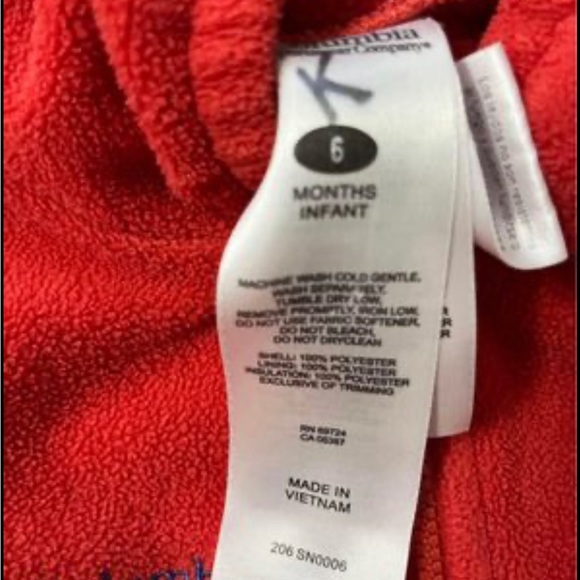 Columbia
Sportswear Company
K
6
MONTHS
INFANT
MACHINE WASH COLD GENTLE.
WASH SEPARATELY.
TUMBLE DRY LOW.
REMOVE PROMPTLY, IRON LOW.
DO NOT USE FABRIC SOFTENER.
DO NOT BLEACH.
DO NOT DRYCLEAN
SHELL: 100% POLYESTER
LINING: 100% POLYESTER
INSULATION: 100% POLYESTER
EXCLUSIVE OF TRIMMING
RN 69724
CA 05367
MADE IN
VIETNAM
206 SN0006
R
R